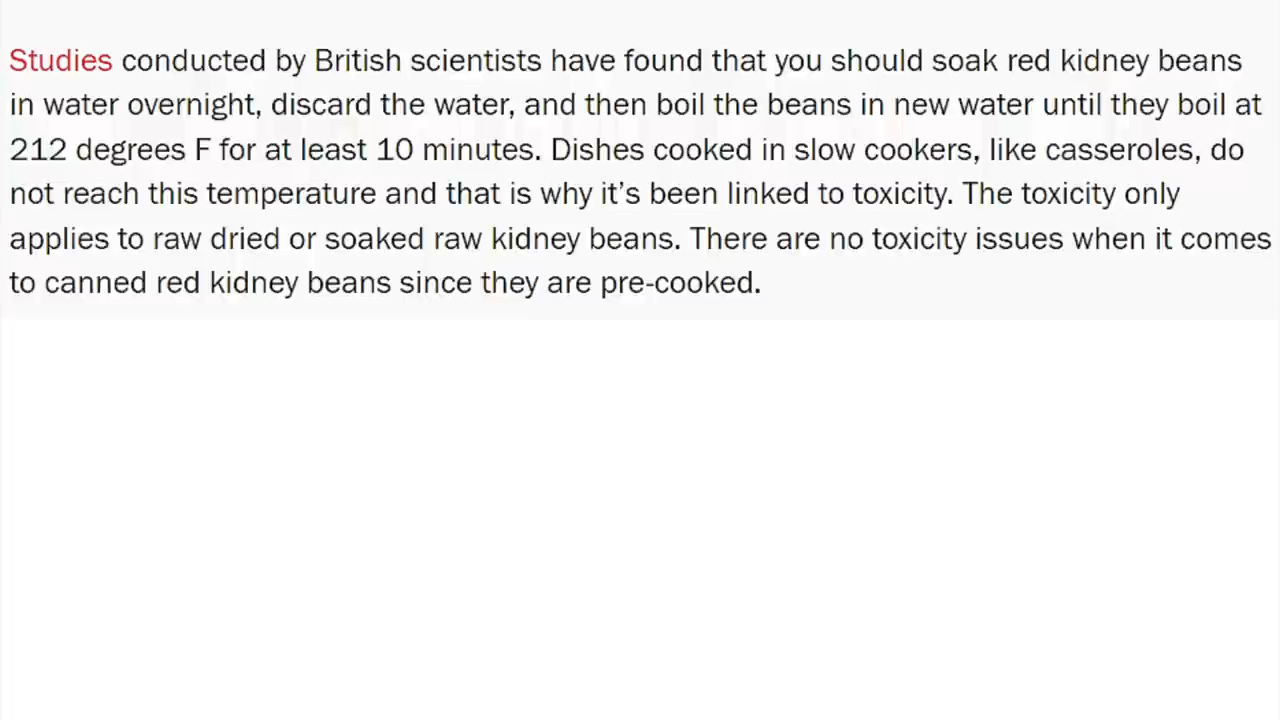 Studies conducted by British scientists have found that you should soak red kidney beans
in water overnight, discard the water, and then boil the beans in new water until they boil at
212 degrees F for at least 10 minutes. Dishes cooked in slow cookers, like casseroles, do
not reach this temperature and that is why it’s been linked to toxicity. The toxicity only
applies to raw dried or soaked raw kidney beans. There are no toxicity issues when it comes
to canned red kidney beans since they are pre-cooked.